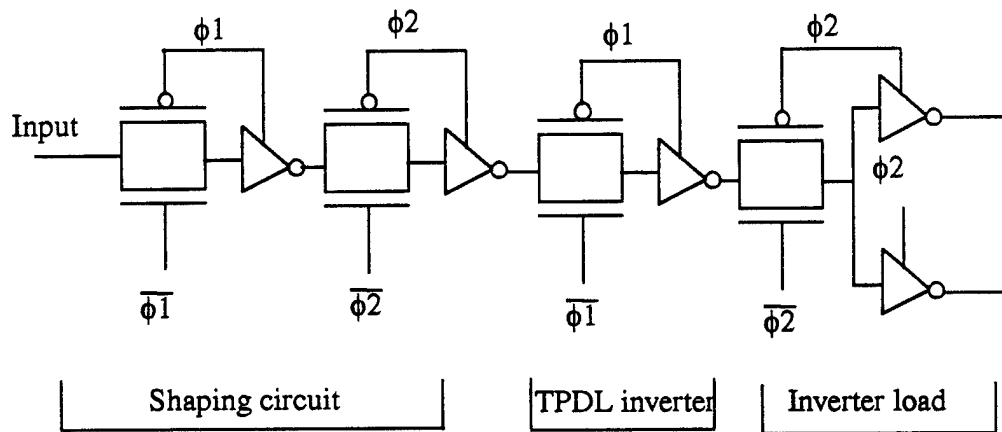 ϕ1
ϕ2
ϕ1
ϕ2
Input
ϕ2
ϕ1̅
ϕ2̅
ϕ1̅
ϕ2̅
Shaping circuit
TPDL inverter
Inverter load